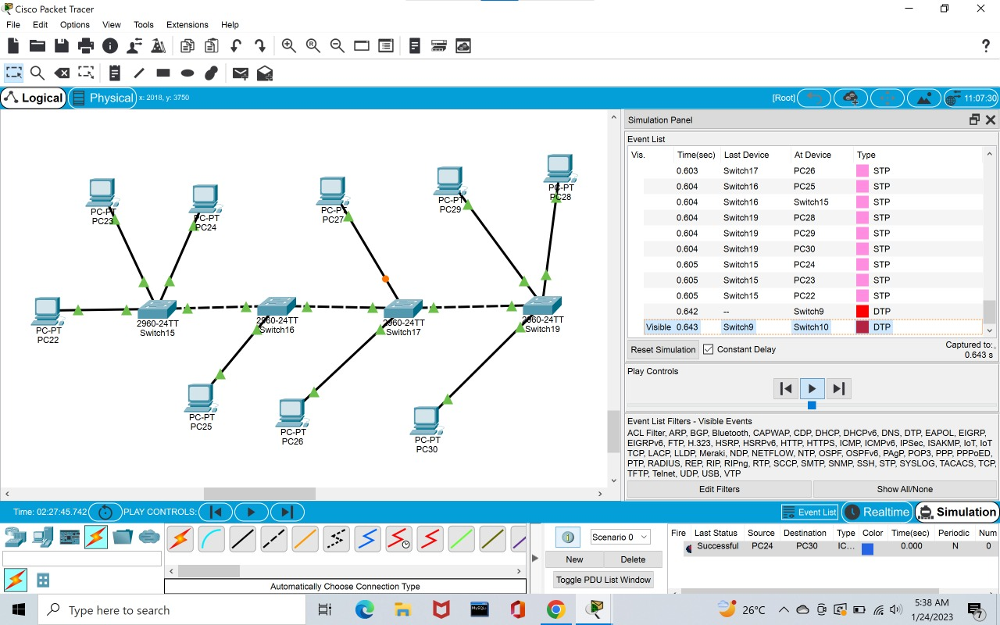 Cisco Packet Tracer
File Edit Options View Tools Extensions Help
Logical Physical x: 2018, y: 3750 [Root] 11:07:30
PC-PT
PC23
PC-PT
PC24
PC-PT
PC27
PC-PT
PC29
PC-PT
PC28
PC-PT
PC22
2960-24TT
Switch15
2960-24TT
Switch16
2960-24TT
Switch17
2960-24TT
Switch19
PC-PT
PC25
PC-PT
PC26
PC-PT
PC30
Simulation Panel
Event List
Vis. Time(sec) Last Device At Device Type
0.603 Switch17 PC26 STP
0.604 Switch16 PC25 STP
0.604 Switch16 Switch15 STP
0.604 Switch19 PC28 STP
0.604 Switch19 PC29 STP
0.604 Switch19 PC30 STP
0.605 Switch15 PC24 STP
0.605 Switch15 PC23 STP
0.605 Switch15 PC22 STP
0.642 -- Switch9 DTP
Visible 0.643 Switch9 Switch10 DTP
Reset Simulation Constant Delay Captured to:
0.643 s
Play Controls
Event List Filters - Visible Events
ACL Filter, ARP, BGP, Bluetooth, CAPWAP, CDP, DHCP, DHCPv6, DNS, DTP, EAPOL, EIGRP,
EIGRPv6, FTP, H.323, HSRP, HSRPv6, HTTP, HTTPS, ICMP, ICMPv6, IPSec, ISAKMP, IoT, IoT
TCP, LACP, LLDP, Meraki, NDP, NETFLOW, NTP, OSPF, OSPFv6, PAgP, POP3, PPP, PPPoED,
PTP, RADIUS, REP, RIP, RIPng, RTP, SCCP, SMTP, SNMP, SSH, STP, SYSLOG, TACACS, TCP,
TFTP, Telnet, UDP, USB, VTP
Edit Filters Show All/None
Time: 02:27:45.742 PLAY CONTROLS: Event List Realtime Simulation
Automatically Choose Connection Type
Scenario 0
New Delete
Toggle PDU List Window
Fire Last Status Source Destination Type Color Time(sec) Periodic Num
Successful PC24 PC30 IC... 0.000 N 0
Type here to search
MySQL
26°C
5:38 AM
1/24/2023
7